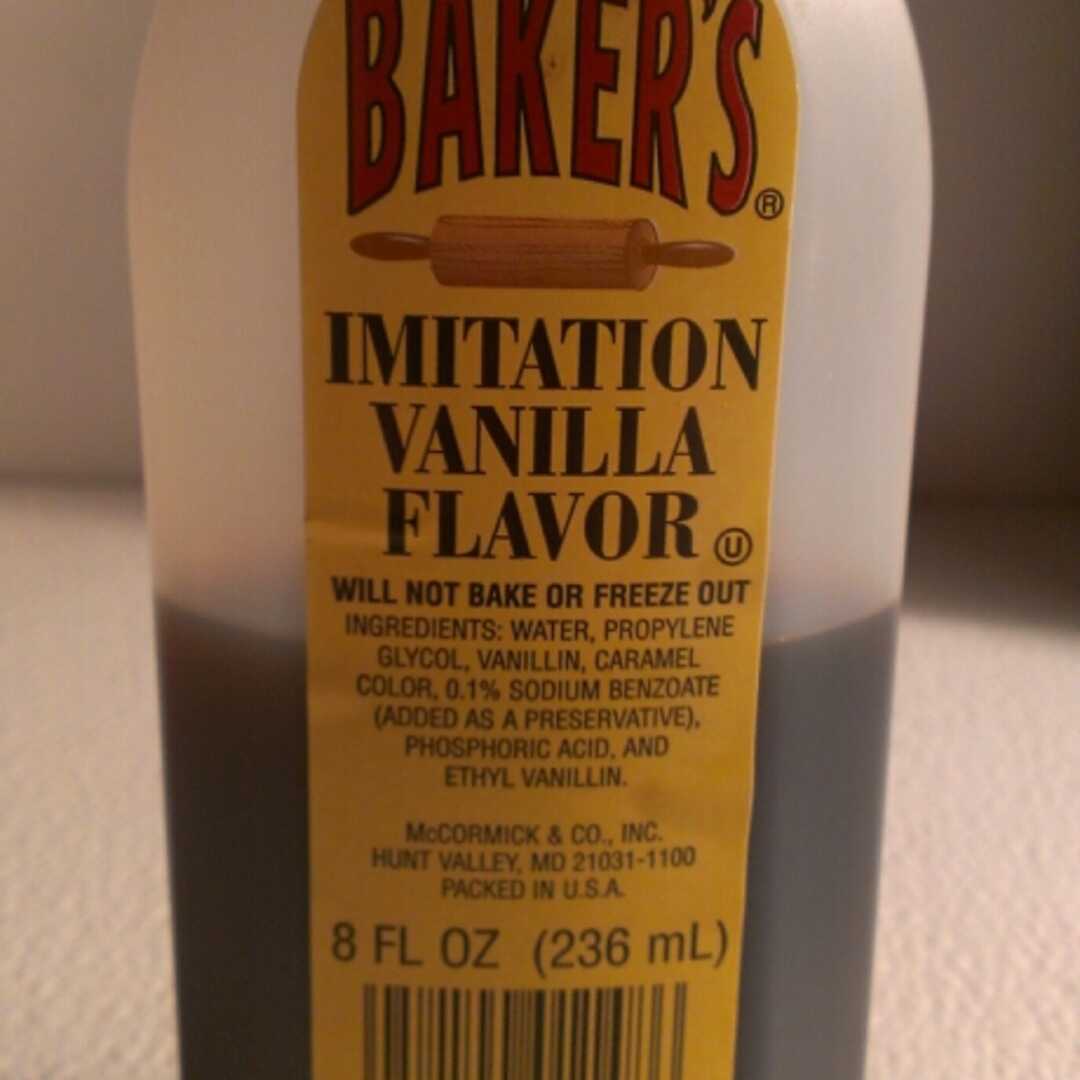 BAKER'S®
IMITATION
VANILLA
FLAVOR Ⓤ
WILL NOT BAKE OR FREEZE OUT
INGREDIENTS: WATER, PROPYLENE
GLYCOL, VANILLIN, CARAMEL
COLOR, 0.1% SODIUM BENZOATE
(ADDED AS A PRESERVATIVE),
PHOSPHORIC ACID, AND
ETHYL VANILLIN.
McCORMICK & CO., INC.
HUNT VALLEY, MD 21031-1100
PACKED IN U.S.A.
8 FL OZ (236 mL)